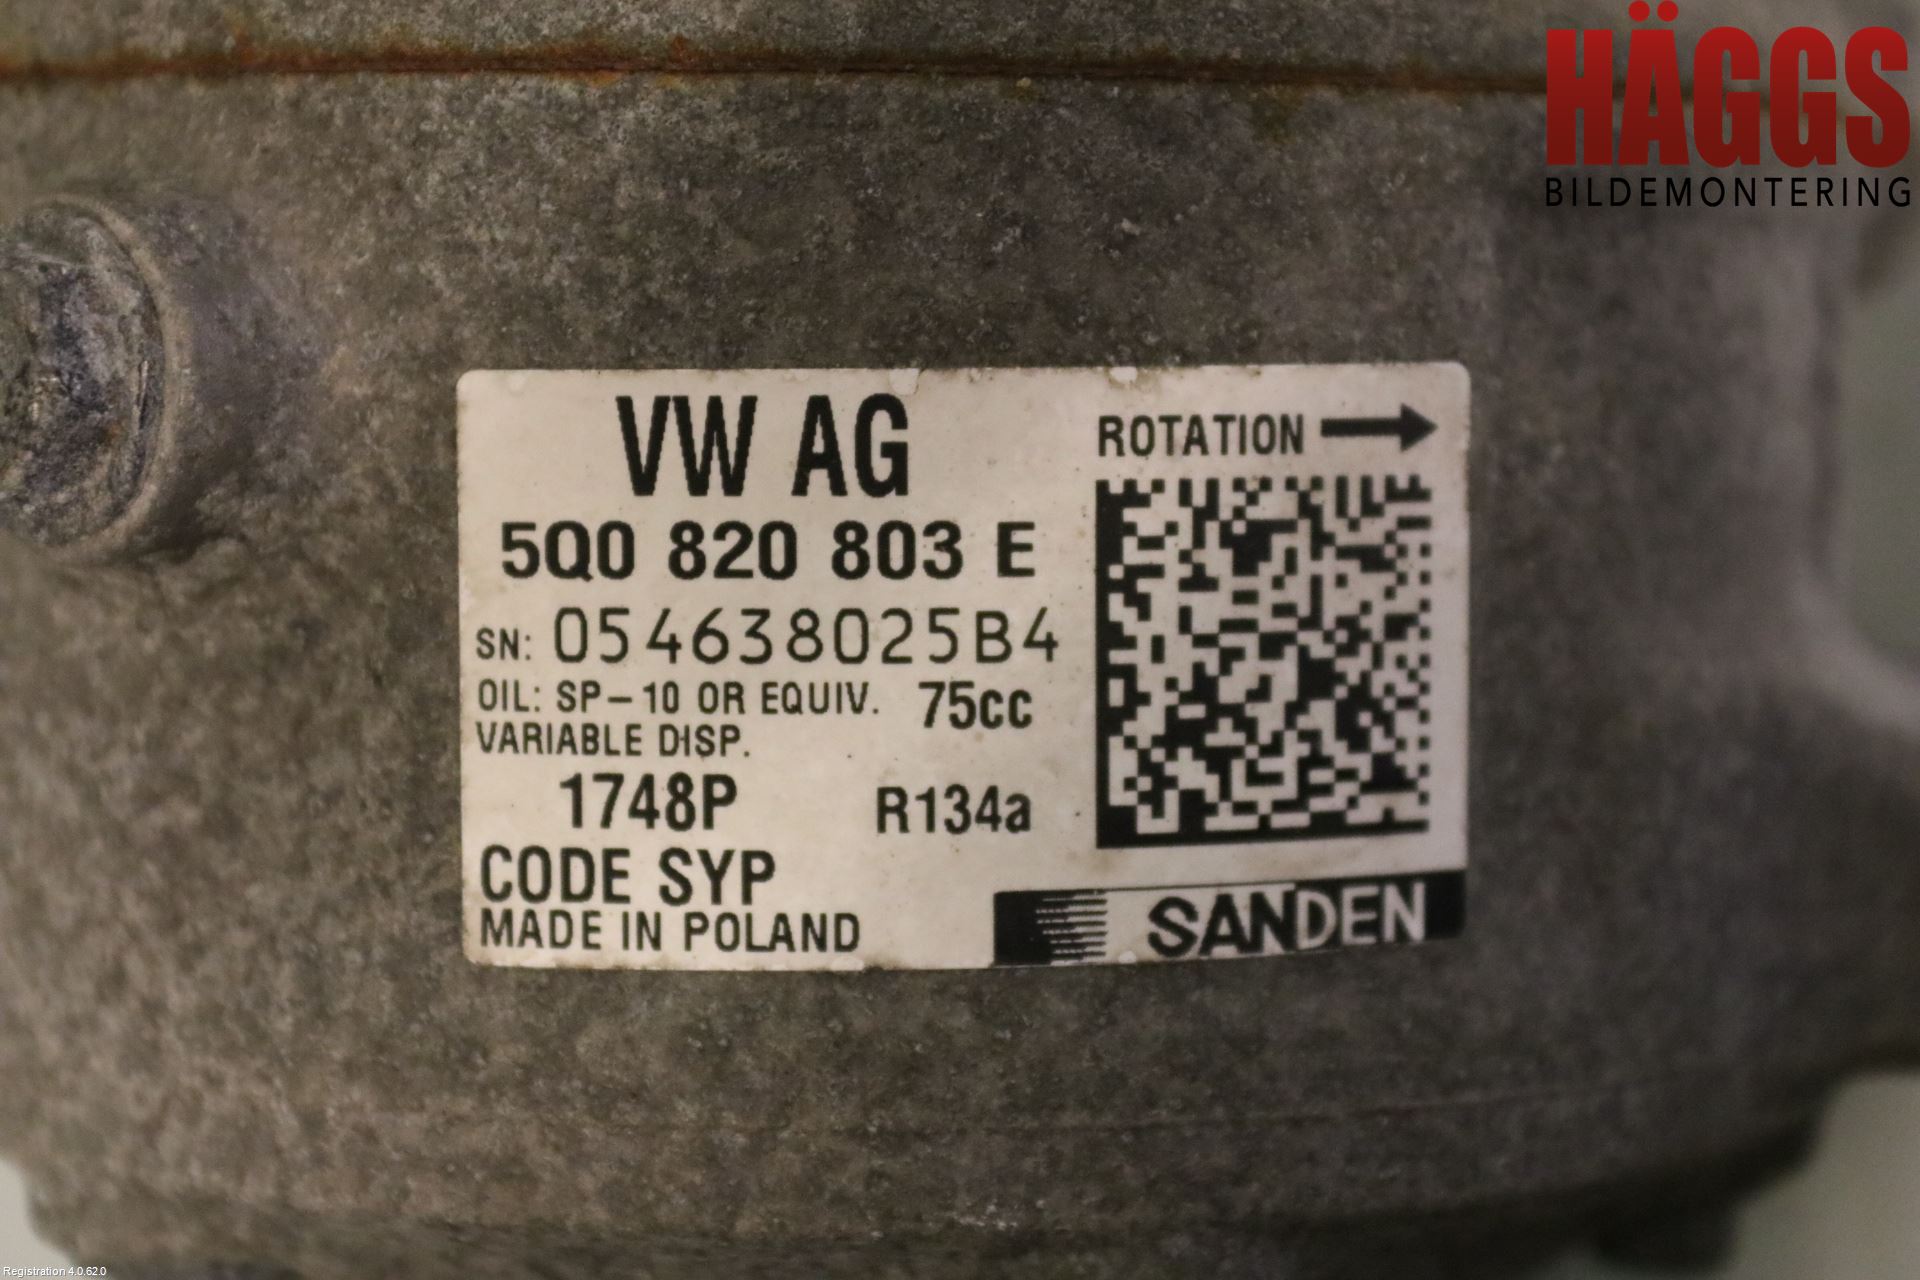 HÄGGS
BILDEMONTERING
VW AG
ROTATION
5Q0 820 803 E
SN: 054638025B4
OIL: SP-10 OR EQUIV. 75cc
VARIABLE DISP.
1748P R134a
CODE SYP
MADE IN POLAND
SANDEN
Registration 4.0.62.0